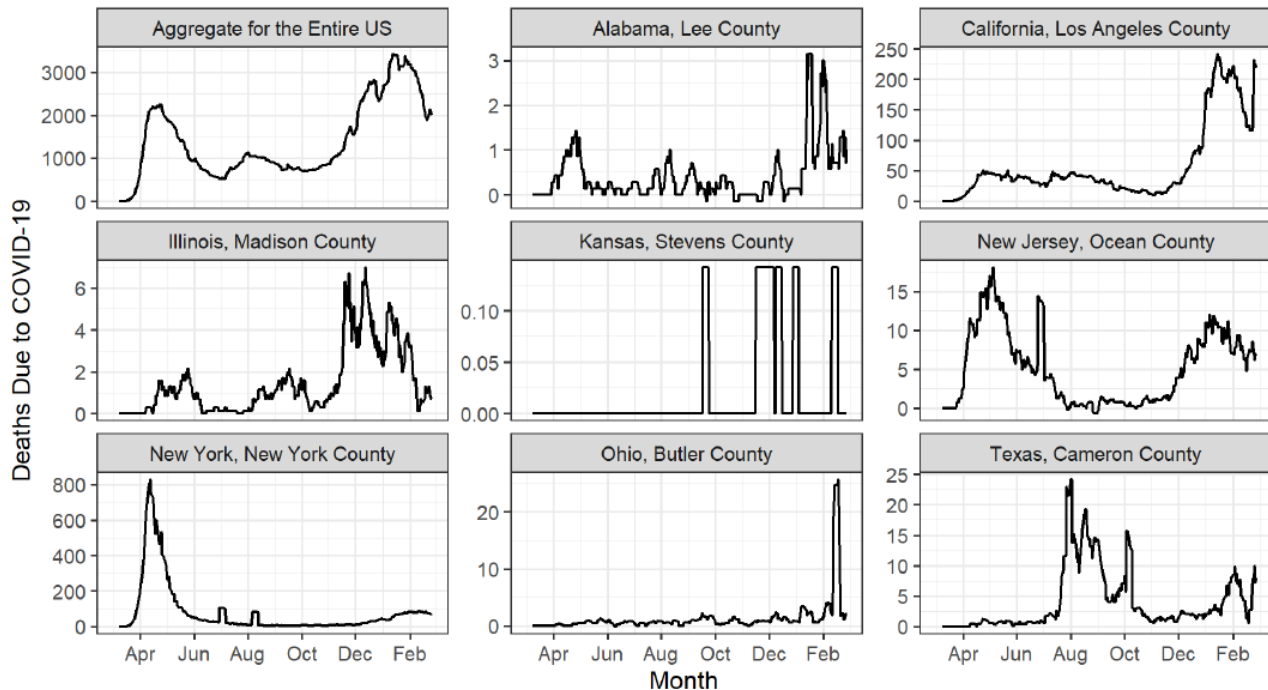 Deaths Due to COVID-19
Aggregate for the Entire US
3000
2000
1000
0
Alabama, Lee County
3
2
1
0
California, Los Angeles County
250
200
150
100
50
0
Illinois, Madison County
6
4
2
0
Kansas, Stevens County
0.10
0.05
0.00
New Jersey, Ocean County
15
10
5
0
New York, New York County
800
600
400
200
0
Apr Jun Aug Oct Dec Feb
Ohio, Butler County
20
10
0
Apr Jun Aug Oct Dec Feb
Texas, Cameron County
25
20
15
10
5
0
Apr Jun Aug Oct Dec Feb
Month